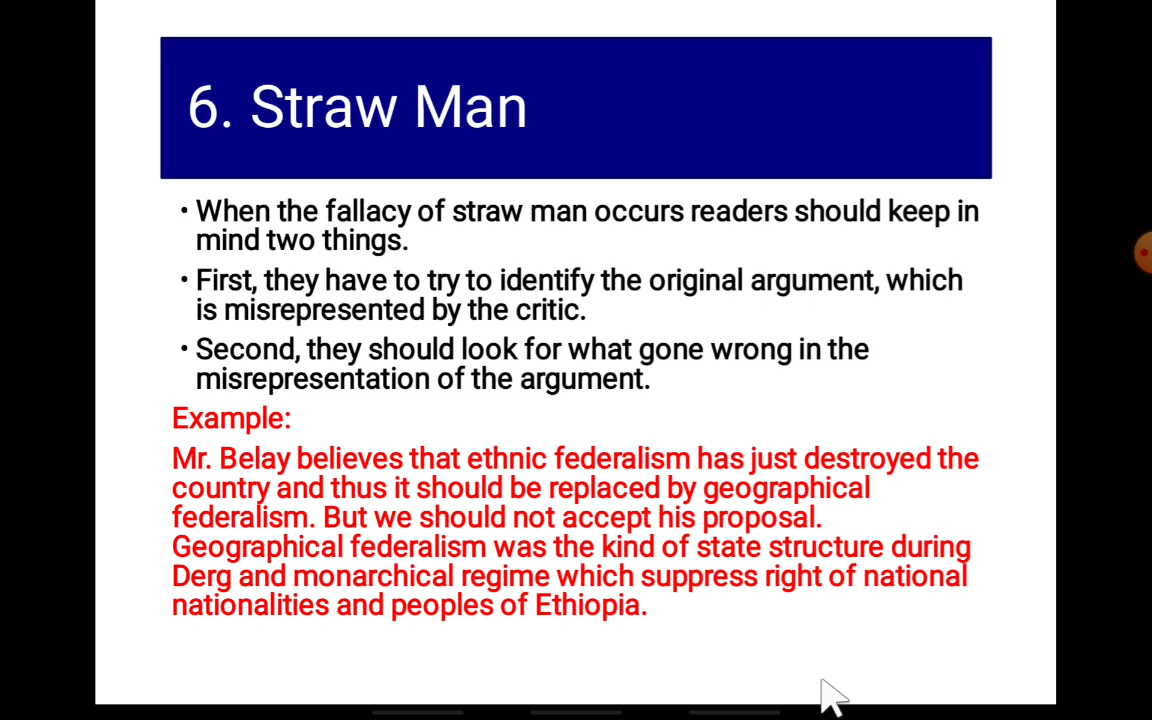 6. Straw Man
• When the fallacy of straw man occurs readers should keep in
mind two things.
• First, they have to try to identify the original argument, which
is misrepresented by the critic.
• Second, they should look for what gone wrong in the
misrepresentation of the argument.
Example:
Mr. Belay believes that ethnic federalism has just destroyed the
country and thus it should be replaced by geographical
federalism. But we should not accept his proposal.
Geographical federalism was the kind of state structure during
Derg and monarchical regime which suppress right of national
nationalities and peoples of Ethiopia.